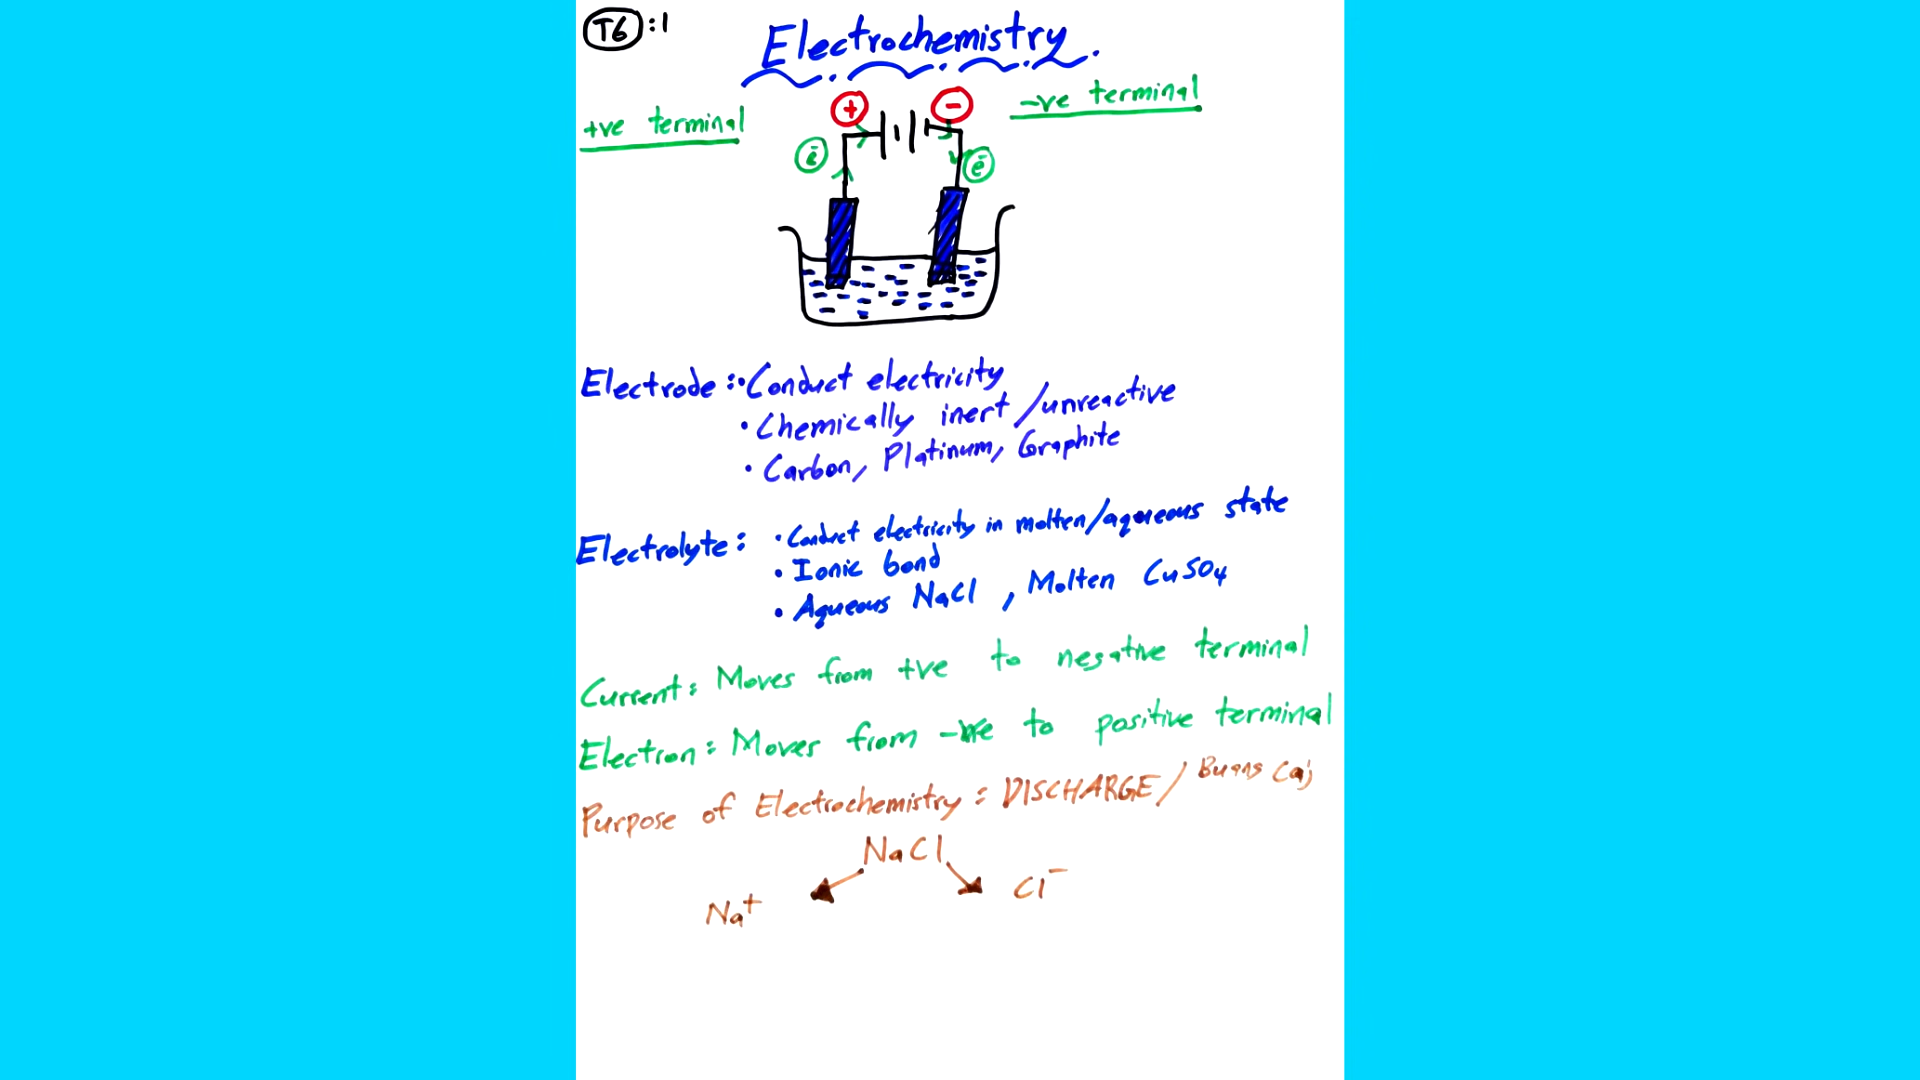 T6 :1
Electrochemistry.
+ve terminal
-ve terminal
+
-
ē
ē
Electrode :• Conduct electricity
• Chemically inert / unreactive
• Carbon, Platinum, Graphite
Electrolyte : • Conduct electricity in molten/aqueous state
• Ionic bond
• Aqueous NaCl , Molten CuSO4
Current : Moves from +ve to negative terminal
Electron : Moves from -ve to positive terminal
Purpose of Electrochemistry : DISCHARGE / Buang Caj
NaCl
Na+
Cl-